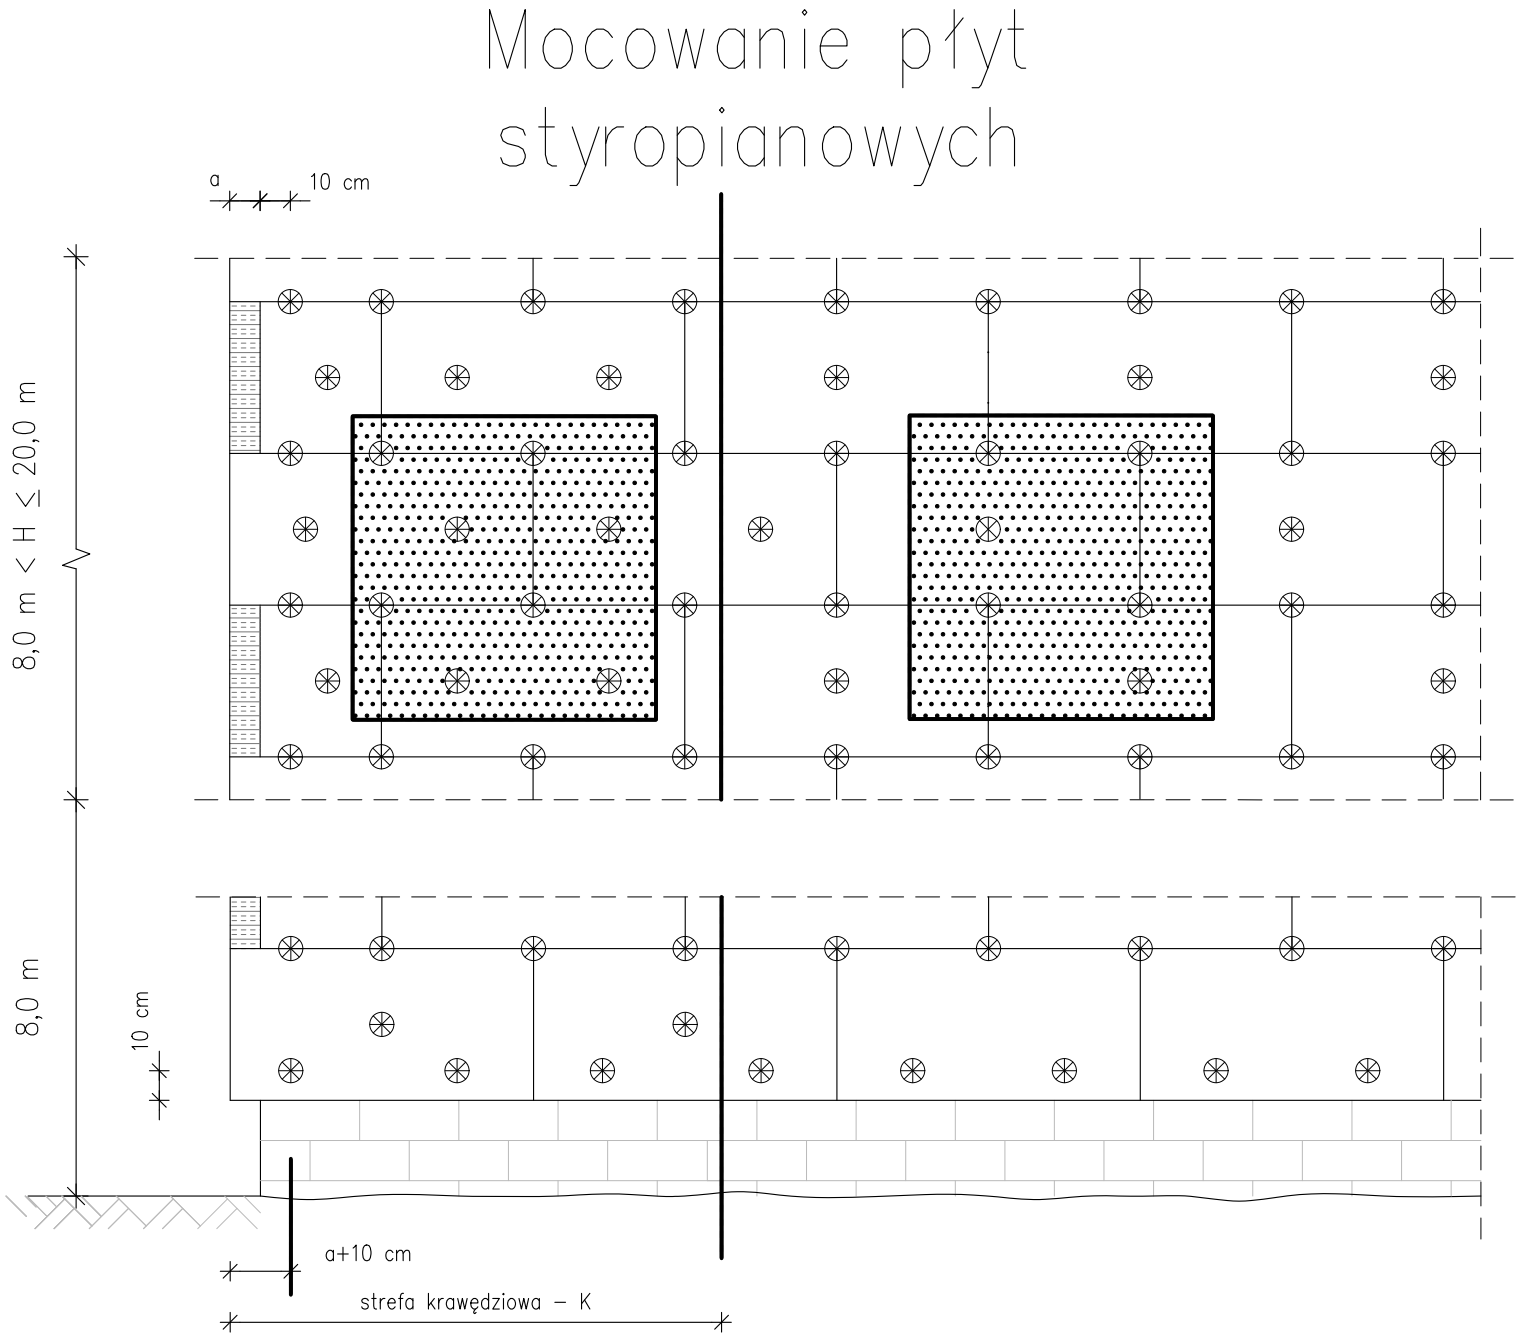 Mocowanie płyt
styropianowych
a
10 cm
8,0 m < H ≤ 20,0 m
8,0 m
10 cm
a+10 cm
strefa krawędziowa – K